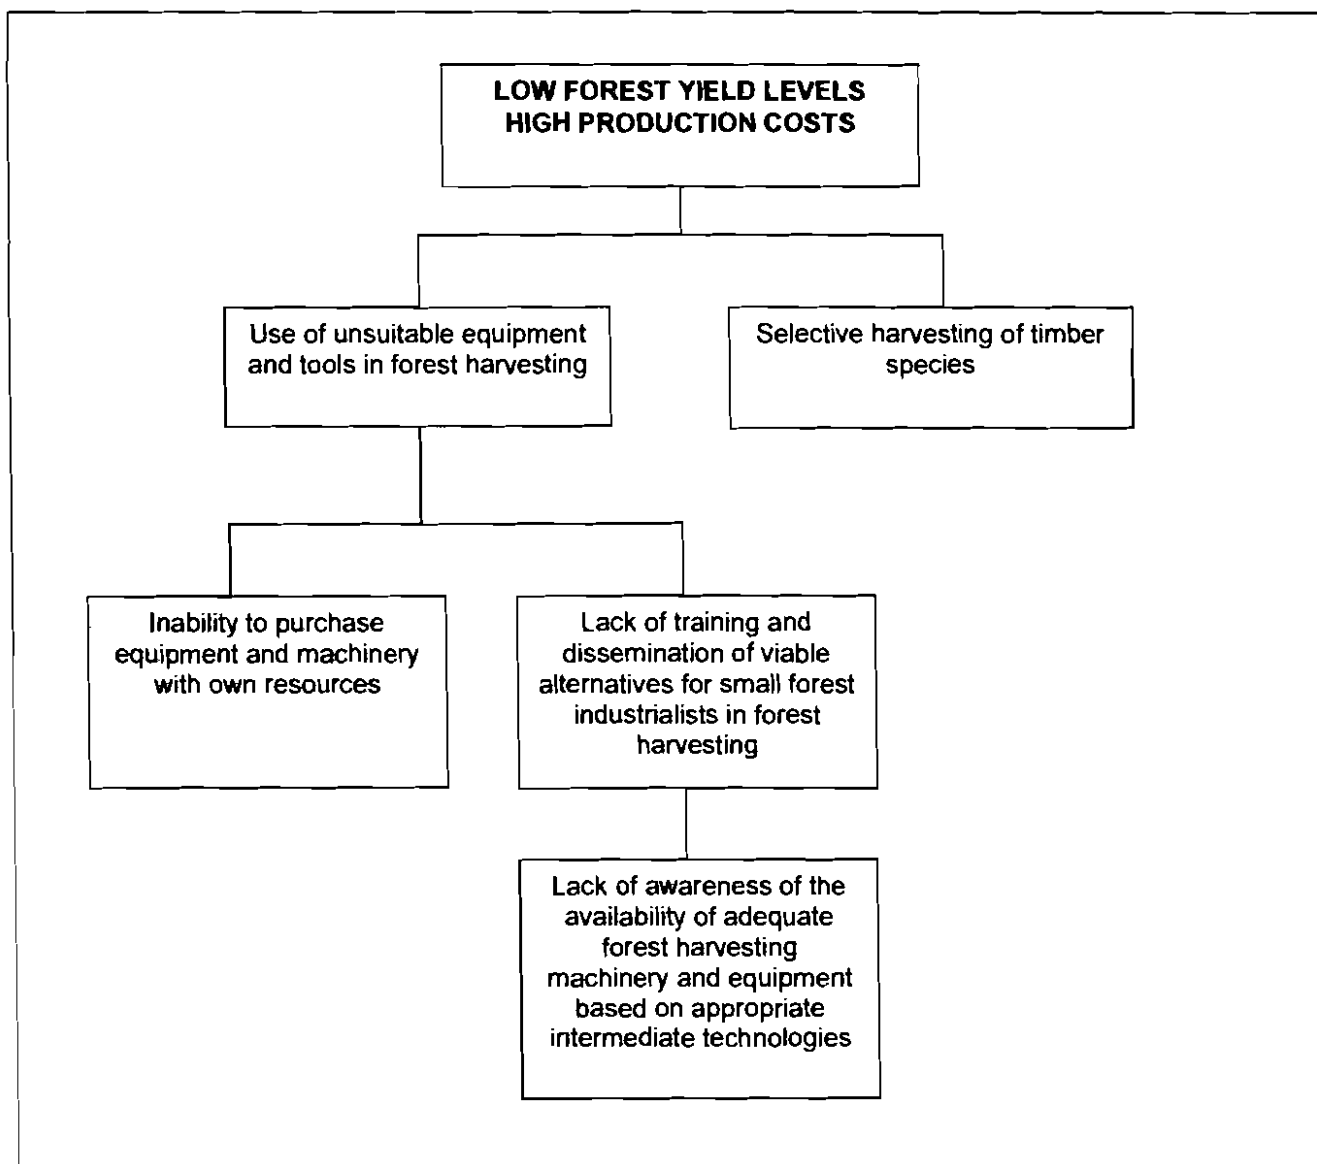 LOW FOREST YIELD LEVELS
HIGH PRODUCTION COSTS
Use of unsuitable equipment
and tools in forest harvesting
Selective harvesting of timber
species
Inability to purchase
equipment and machinery
with own resources
Lack of training and
dissemination of viable
alternatives for small forest
industrialists in forest
harvesting
Lack of awareness of the
availability of adequate
forest harvesting
machinery and equipment
based on appropriate
intermediate technologies